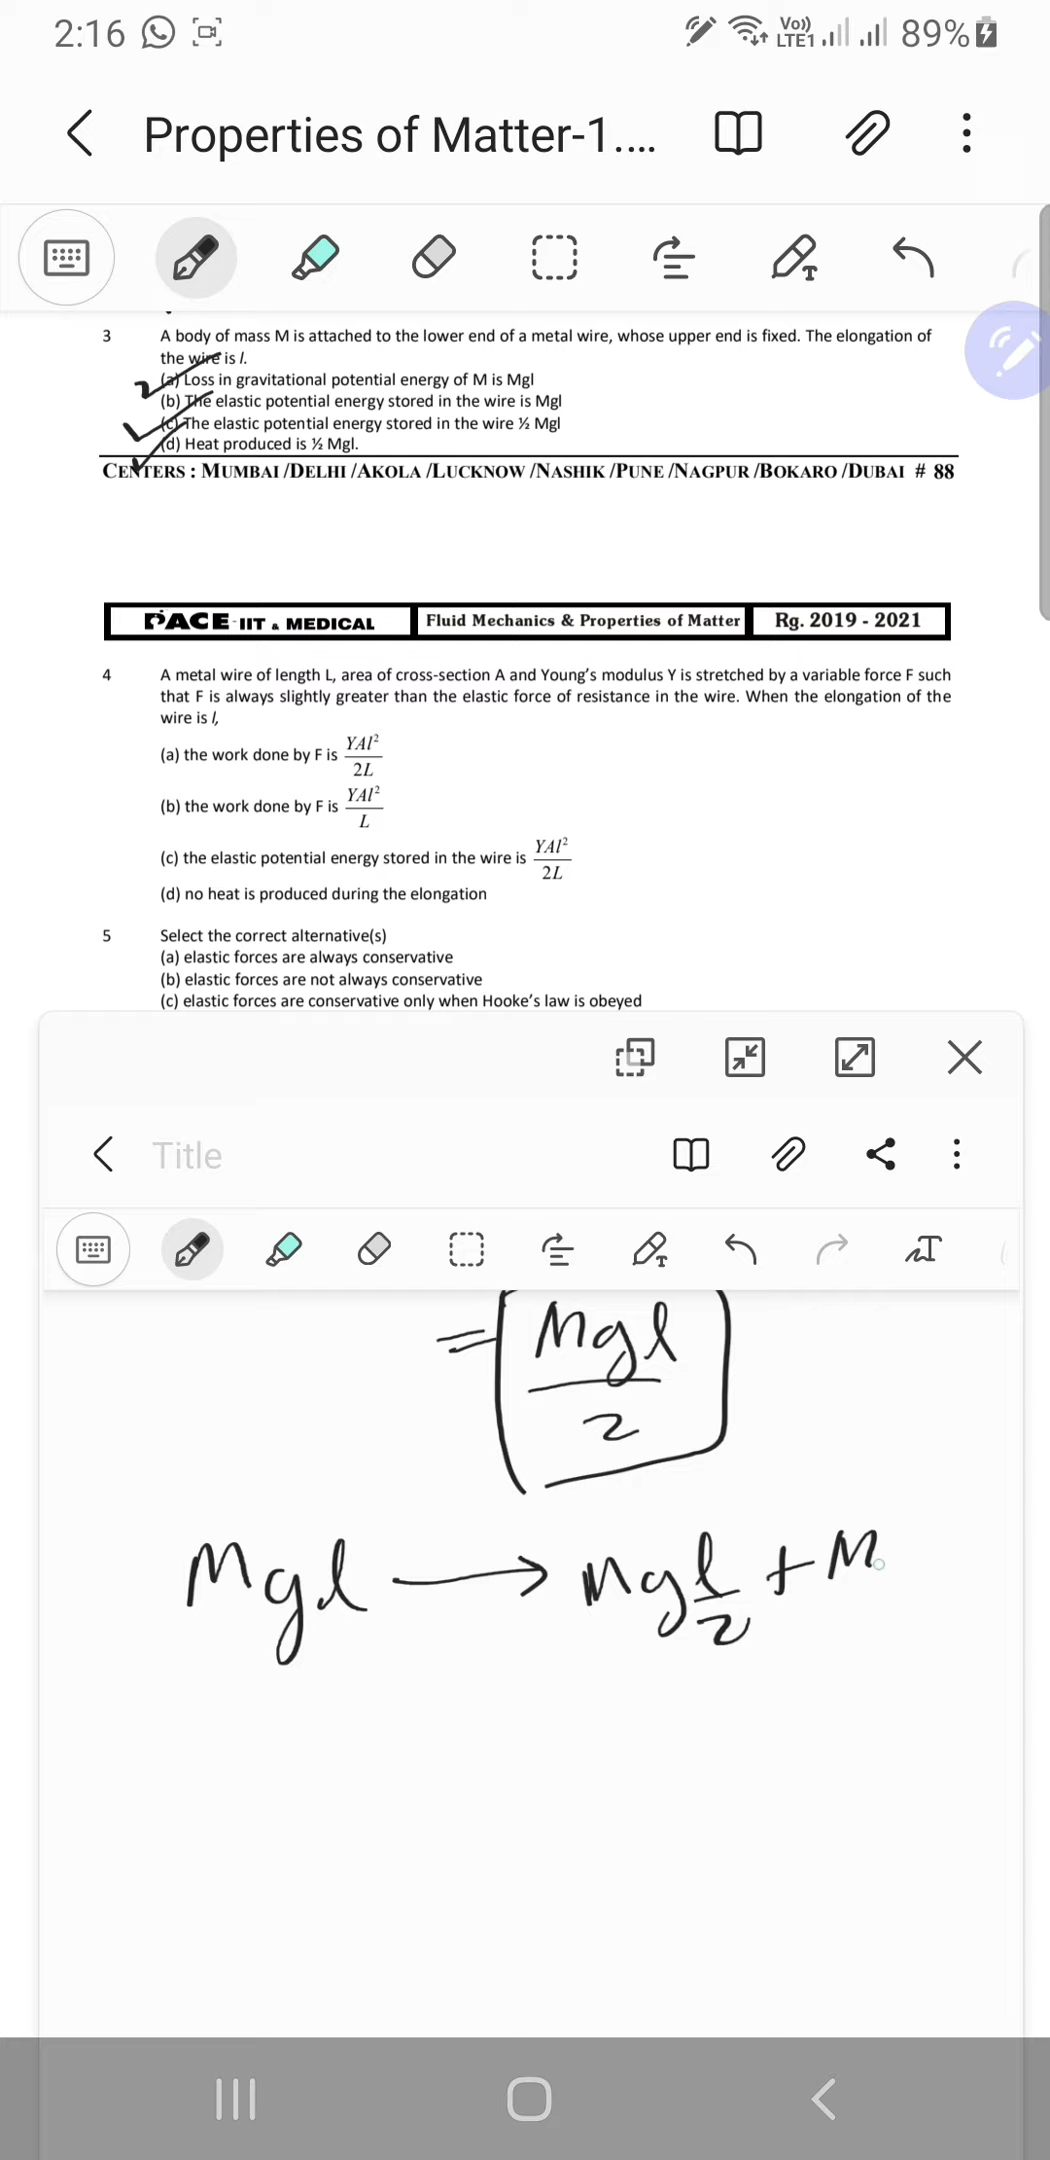 2:16 Vo)) LTE1 89%
Properties of Matter-1....
3 A body of mass M is attached to the lower end of a metal wire, whose upper end is fixed. The elongation of
the wire is l.
(a) Loss in gravitational potential energy of M is Mgl
(b) The elastic potential energy stored in the wire is Mgl
(c) The elastic potential energy stored in the wire ½ Mgl
(d) Heat produced is ½ Mgl.
CENTERS : MUMBAI /DELHI /AKOLA /LUCKNOW /NASHIK /PUNE /NAGPUR /BOKARO /DUBAI # 88
PACE IIT & MEDICAL Fluid Mechanics & Properties of Matter Rg. 2019 - 2021
4 A metal wire of length L, area of cross-section A and Young's modulus Y is stretched by a variable force F such
that F is always slightly greater than the elastic force of resistance in the wire. When the elongation of the
wire is l,
(a) the work done by F is YAl²/2L
(b) the work done by F is YAl²/L
(c) the elastic potential energy stored in the wire is YAl²/2L
(d) no heat is produced during the elongation
5 Select the correct alternative(s)
(a) elastic forces are always conservative
(b) elastic forces are not always conservative
(c) elastic forces are conservative only when Hooke's law is obeyed
Title
= Mgl/2
Mgl → Mgl/2 + M